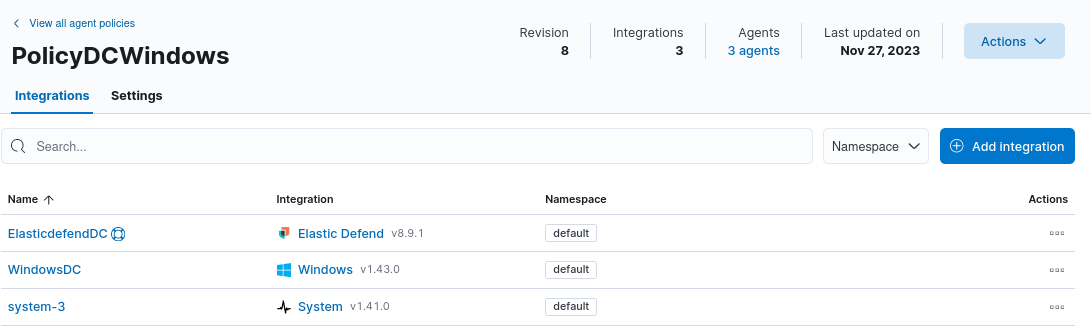 View all agent policies
PolicyDCWindows
Revision
8
Integrations
3
Agents
3 agents
Last updated on
Nov 27, 2023
Actions
Integrations
Settings
Search...
Namespace
Add integration
Name Integration Namespace Actions
ElasticdefendDC Elastic Defend v8.9.1 default
WindowsDC Windows v1.43.0 default
system-3 System v1.41.0 default